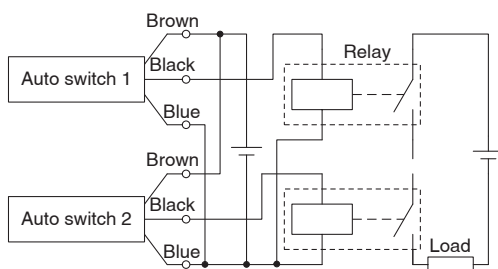 Brown
Auto switch 1
Black
Blue
Relay
Brown
Auto switch 2
Black
Blue
Load